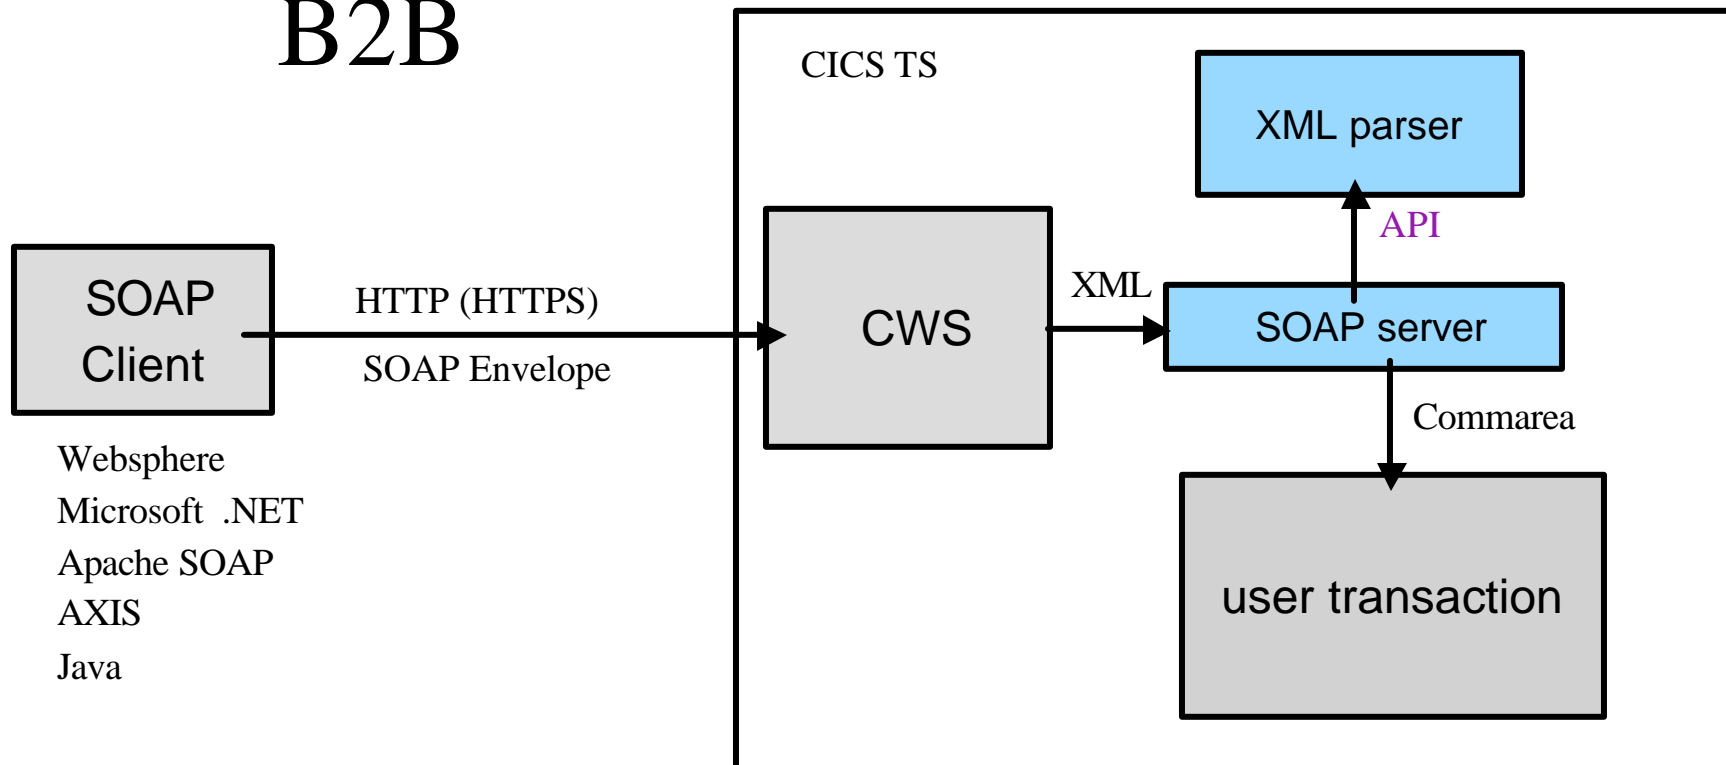 B2B
CICS TS
XML parser
API
SOAP
Client
HTTP (HTTPS)
SOAP Envelope
CWS
XML
SOAP server
Commarea
user transaction
Websphere
Microsoft .NET
Apache SOAP
AXIS
Java